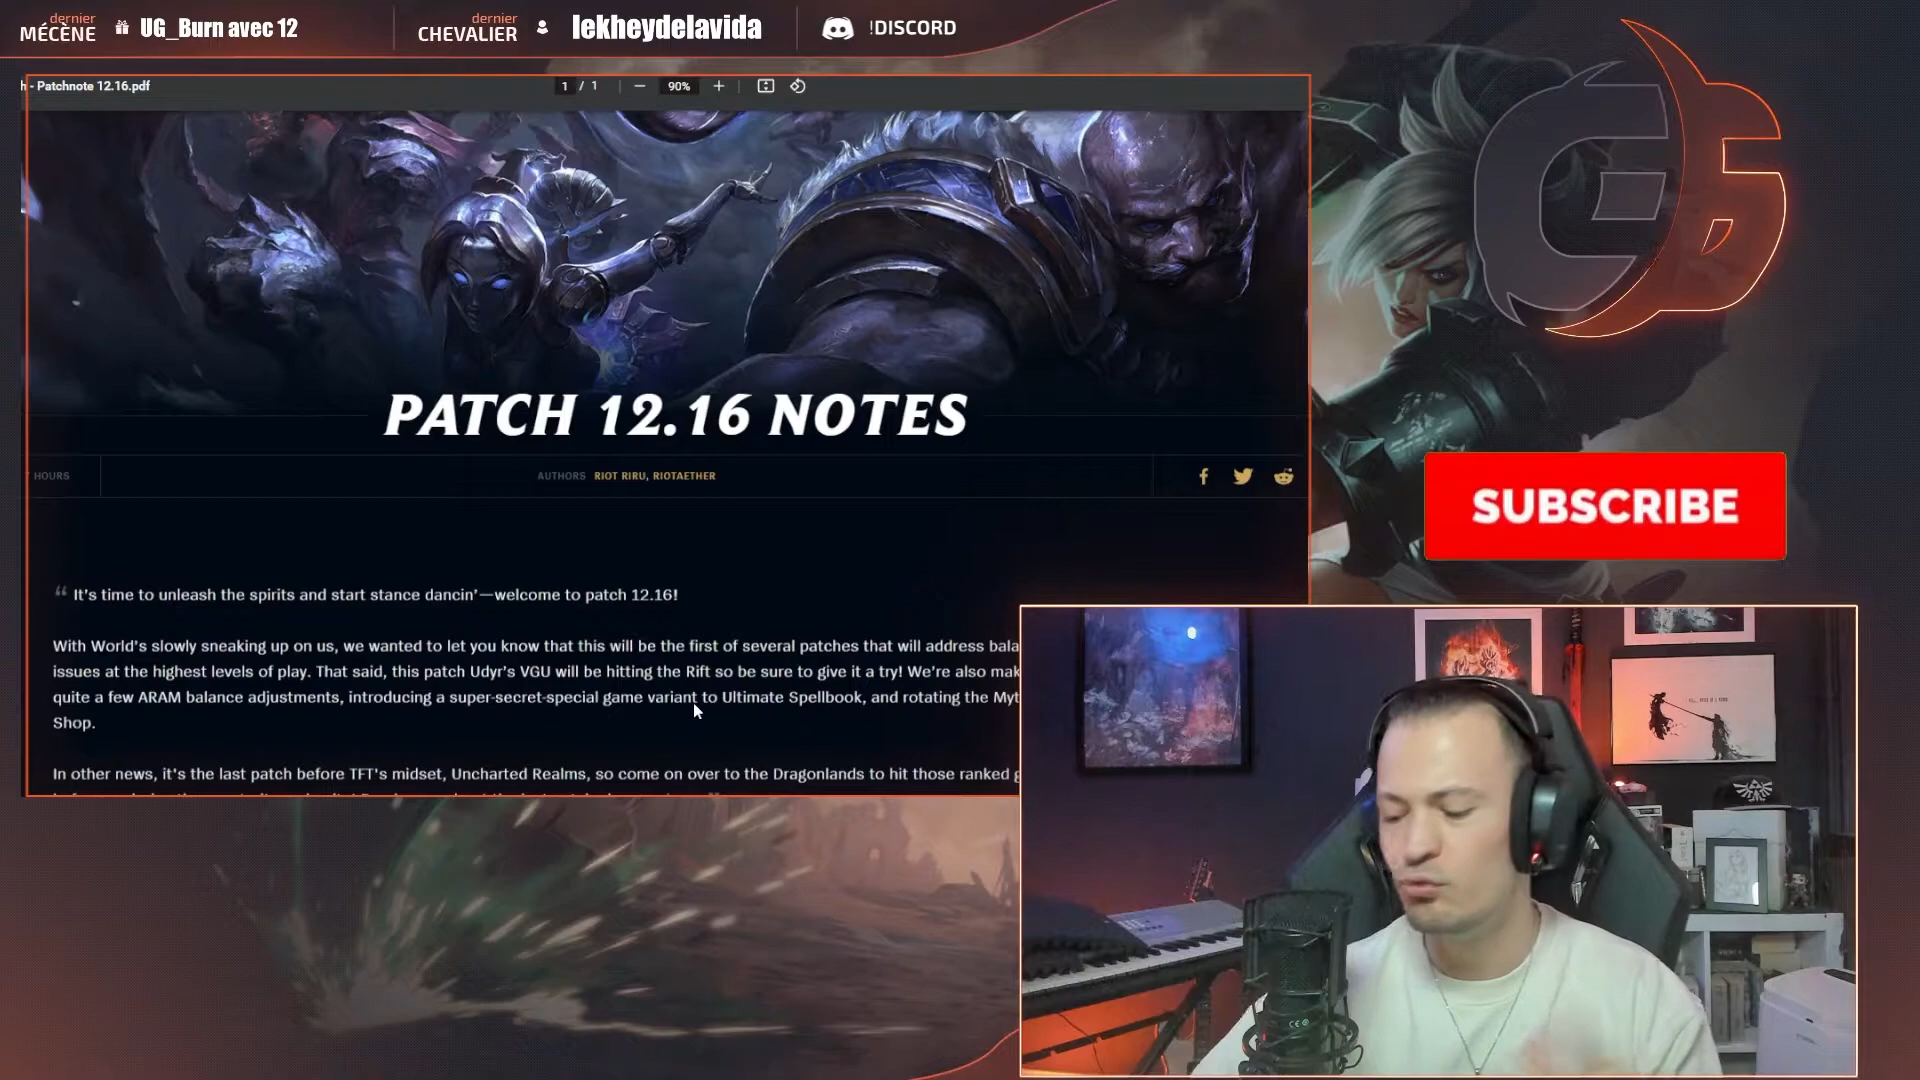 dernier
MÉCÈNE
UG_Burn avec 12
dernier
CHEVALIER
lekheydelavida
!DISCORD
h - Patchnote 12.16.pdf
1 / 1
90%
PATCH 12.16 NOTES
HOURS
AUTHORS RIOT RIRU, RIOTAETHER
“ It's time to unleash the spirits and start stance dancin'—welcome to patch 12.16!
With World's slowly sneaking up on us, we wanted to let you know that this will be the first of several patches that will address bala
issues at the highest levels of play. That said, this patch Udyr's VGU will be hitting the Rift so be sure to give it a try! We're also mak
quite a few ARAM balance adjustments, introducing a super-secret-special game variant to Ultimate Spellbook, and rotating the Myt
Shop.
In other news, it's the last patch before TFT's midset, Uncharted Realms, so come on over to the Dragonlands to hit those ranked g
GB
SUBSCRIBE